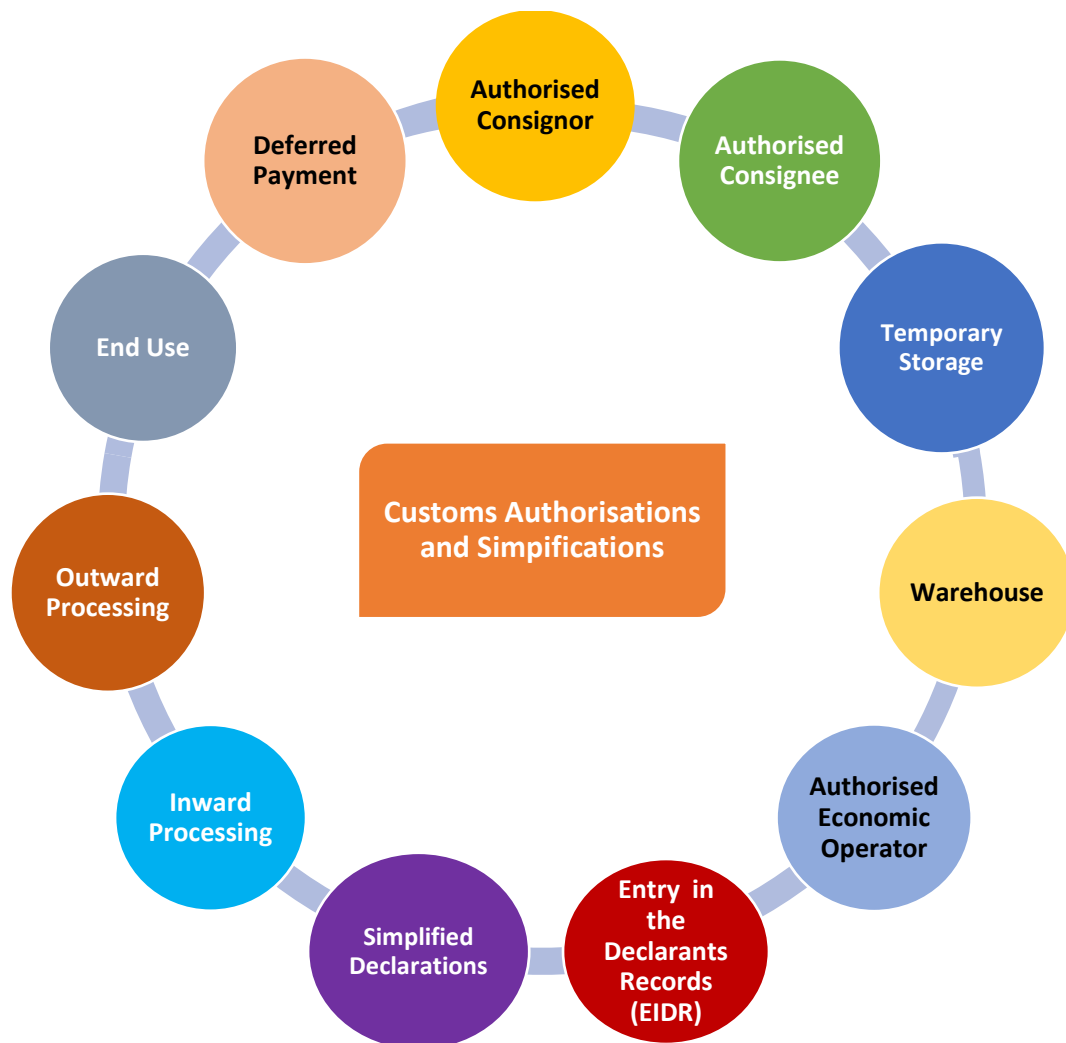 Authorised
Consignor
Authorised
Consignee
Temporary
Storage
Warehouse
Authorised
Economic
Operator
Entry in
the
Declarants
Records
(EIDR)
Simplified
Declarations
Inward
Processing
Outward
Processing
End Use
Deferred
Payment
Customs Authorisations
and Simpifications